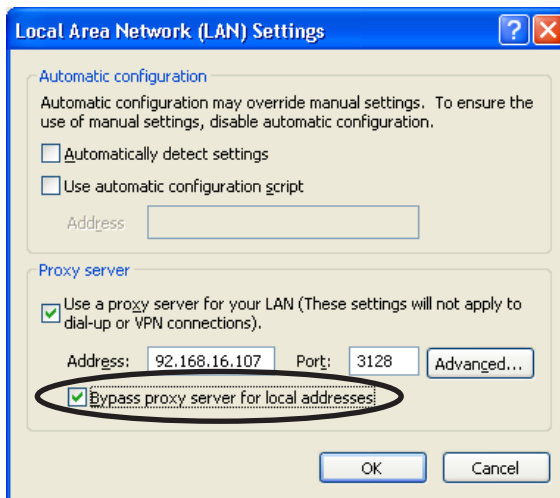 Local Area Network (LAN) Settings
Automatic configuration
Automatic configuration may override manual settings. To ensure the
use of manual settings, disable automatic configuration.
Automatically detect settings
Use automatic configuration script
Address
Proxy server
Use a proxy server for your LAN (These settings will not apply to
dial-up or VPN connections).
Address: 92.168.16.107 Port: 3128 Advanced...
Bypass proxy server for local addresses
OK Cancel